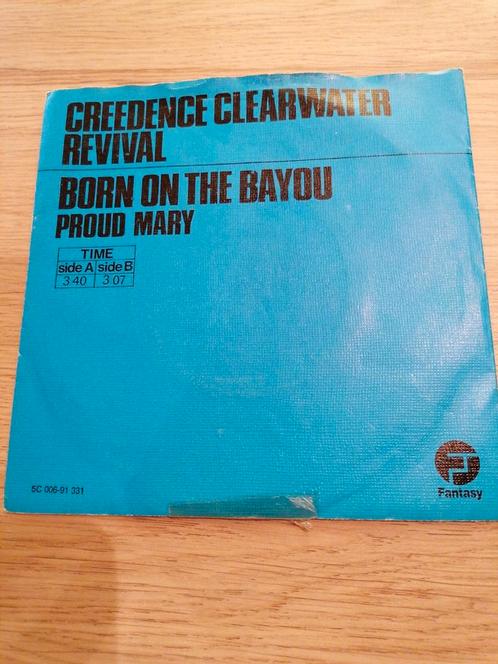 CREEDENCE CLEARWATER
REVIVAL
BORN ON THE BAYOU
PROUD MARY
TIME
side A side B
3 40 3 07
5C 006-91 331
Fantasy